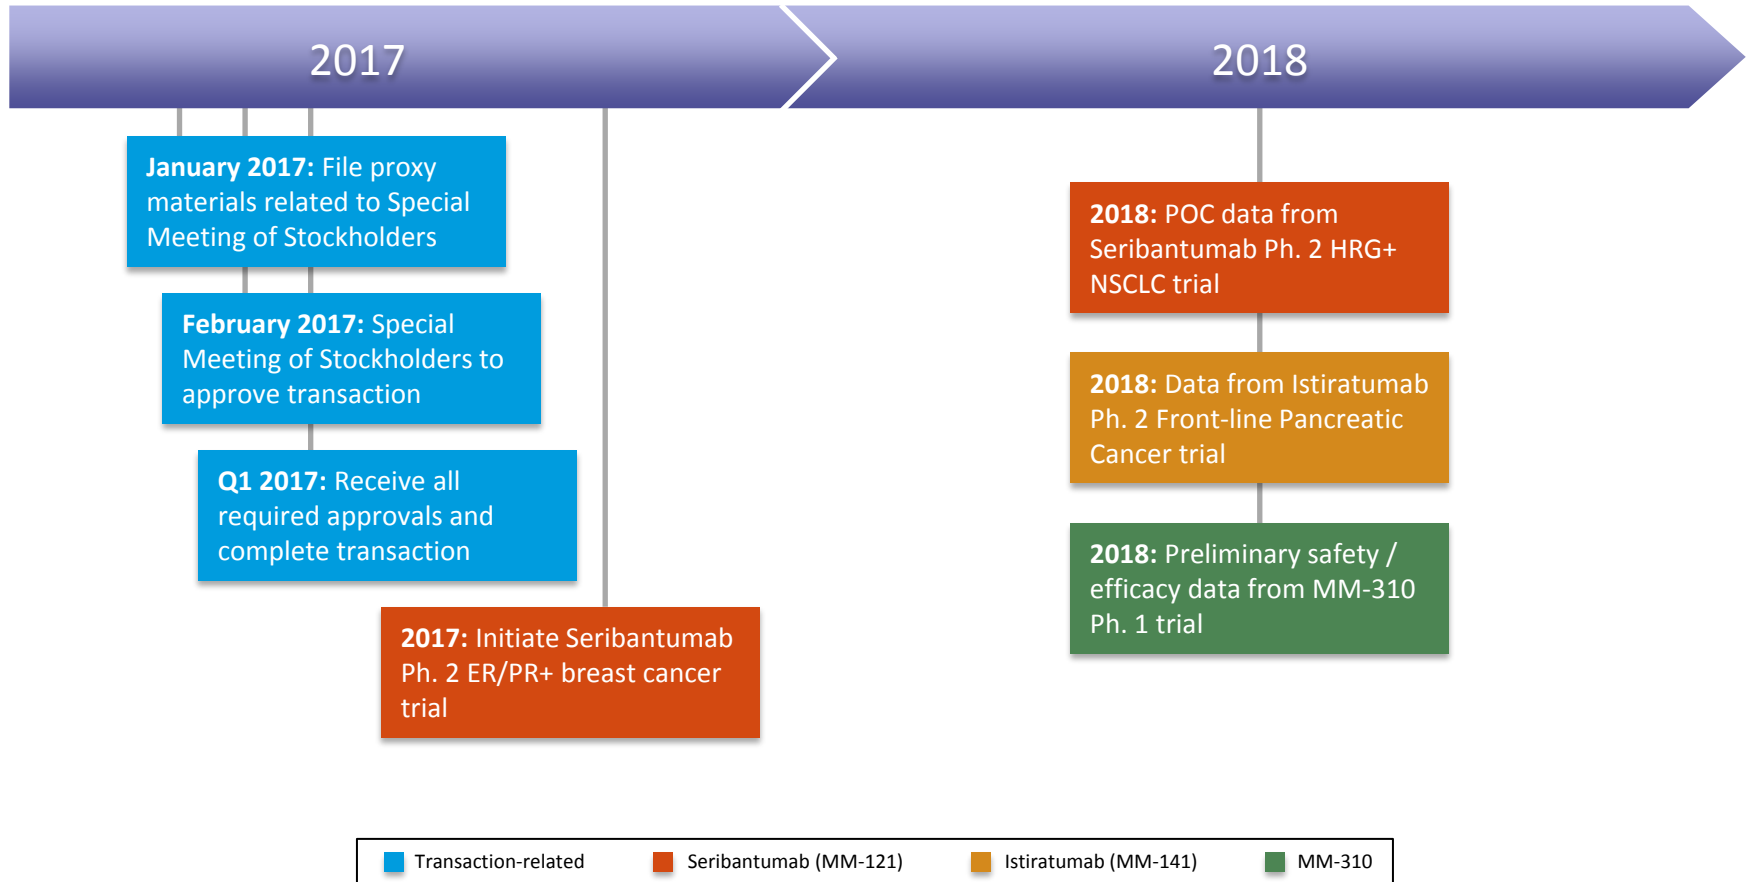 2017
2018
January 2017: File proxy
materials related to Special
Meeting of Stockholders
February 2017: Special
Meeting of Stockholders to
approve transaction
Q1 2017: Receive all
required approvals and
complete transaction
2017: Initiate Seribantumab
Ph. 2 ER/PR+ breast cancer
trial
2018: POC data from
Seribantumab Ph. 2 HRG+
NSCLC trial
2018: Data from Istiratumab
Ph. 2 Front-line Pancreatic
Cancer trial
2018: Preliminary safety /
efficacy data from MM-310
Ph. 1 trial
Transaction-related
Seribantumab (MM-121)
Istiratumab (MM-141)
MM-310